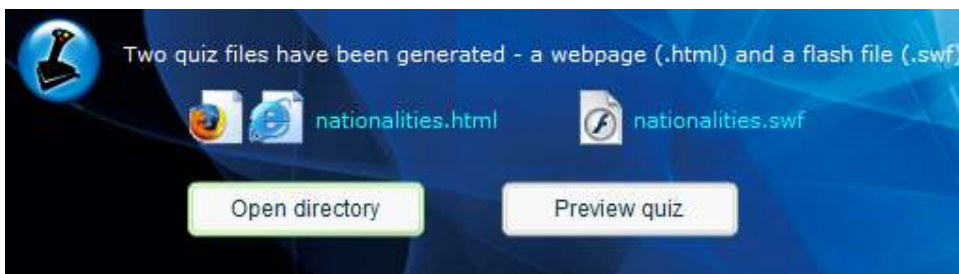 Two quiz files have been generated - a webpage (.html) and a flash file (.swf)
nationalities.html nationalities.swf
Open directory Preview quiz